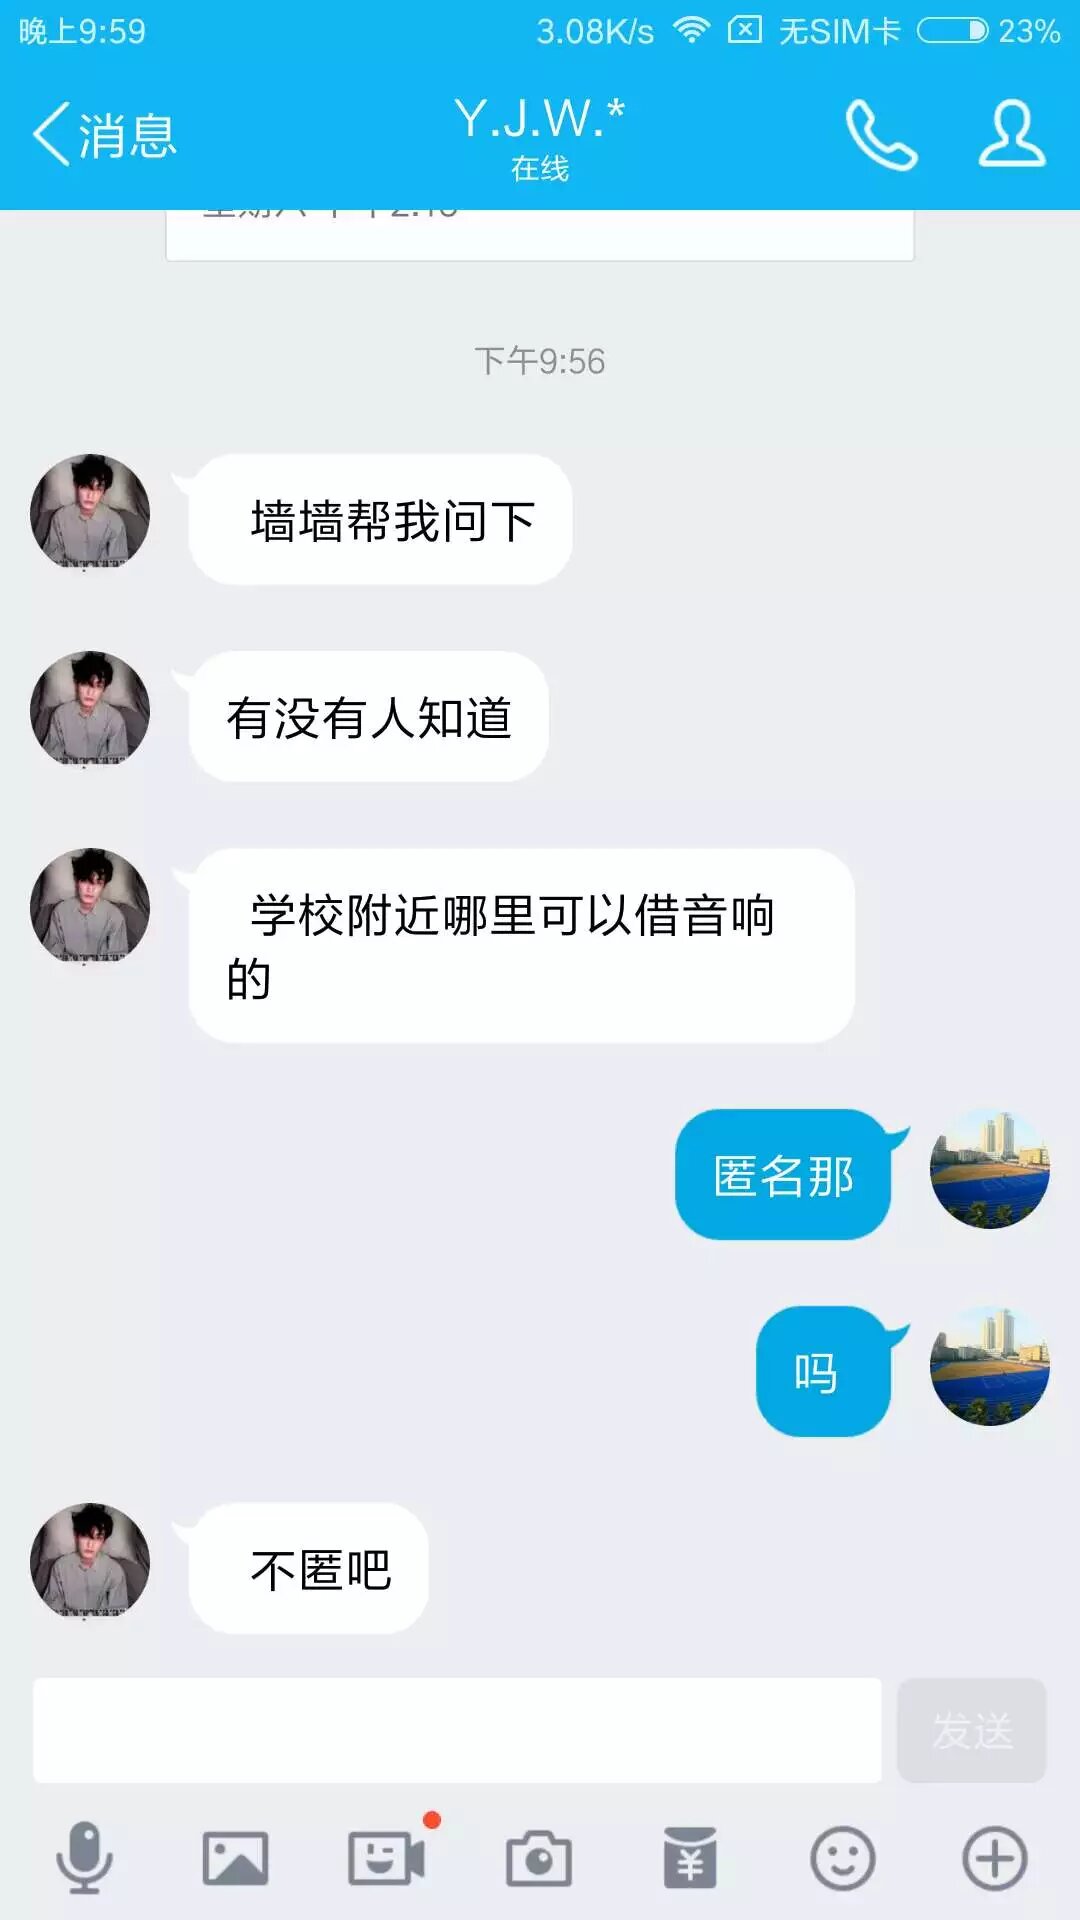 晚上9:59
3.08K/s
无SIM卡
23%
消息
Y.J.W.*
在线
下午9:56
墙墙帮我问下
有没有人知道
学校附近哪里可以借音响
的
匿名那
吗
不匿吧
发送